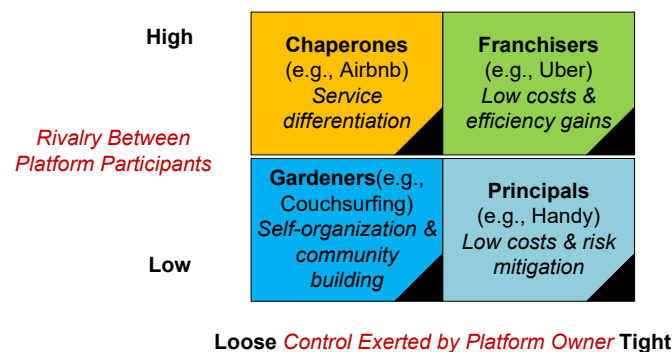 High
Chaperones
(e.g., Airbnb)
Service
differentiation
Franchisers
(e.g., Uber)
Low costs &
efficiency gains
Rivalry Between
Platform Participants
Gardeners(e.g.,
Couchsurfing)
Self-organization &
community
building
Principals
(e.g., Handy)
Low costs & risk
mitigation
Low
Loose Control Exerted by Platform Owner Tight